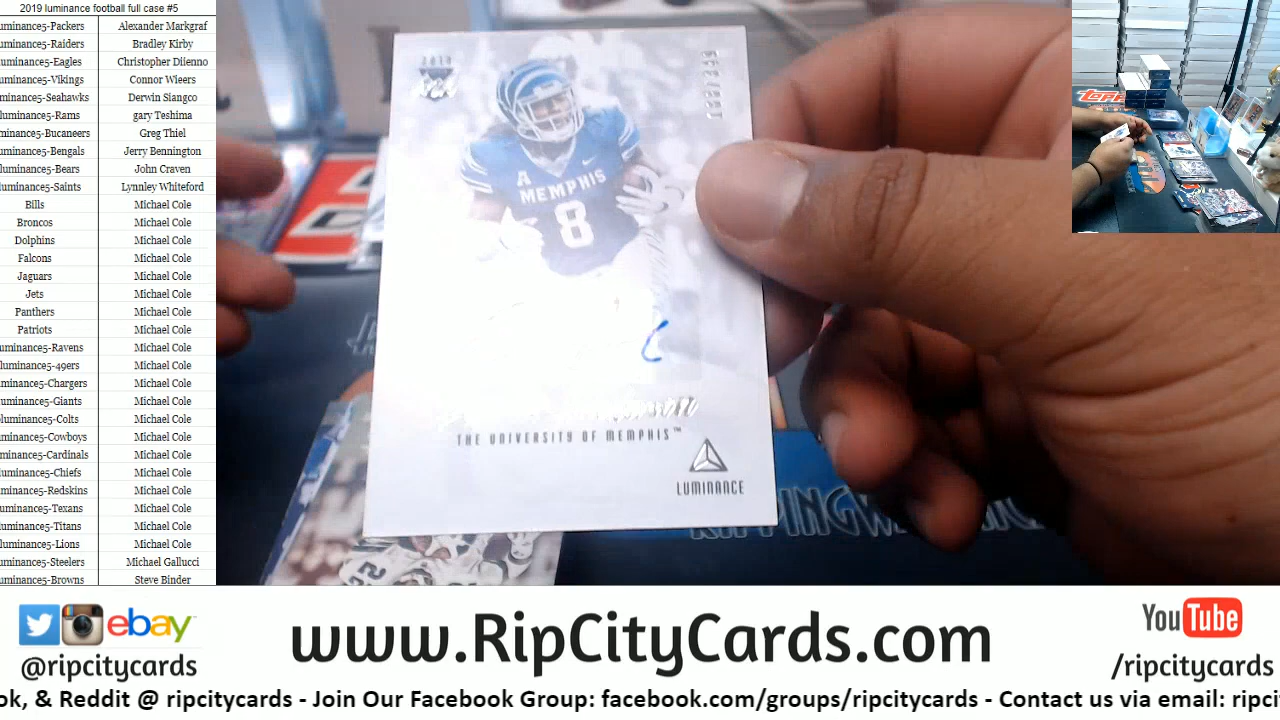 2019 luminance football full case #5
uminance5-Packers Alexander Markgraf
uminance5-Raiders Bradley Kirby
uminance5-Eagles Christopher Diienno
uminance5-Vikings Connor Wieers
minance5-Seahawks Derwin Siangco
luminance5-Rams gary Teshima
minance5-Bucaneers Greg Thiel
uminance5-Bengals Jerry Bennington
luminance5-Bears John Craven
luminance5-Saints Lynnley Whiteford
Bills Michael Cole
Broncos Michael Cole
Dolphins Michael Cole
Falcons Michael Cole
Jaguars Michael Cole
Jets Michael Cole
Panthers Michael Cole
Patriots Michael Cole
uminance5-Ravens Michael Cole
luminance5-49ers Michael Cole
minance5-Chargers Michael Cole
uminance5-Giants Michael Cole
luminance5-Colts Michael Cole
minance5-Cowboys Michael Cole
minance5-Cardinals Michael Cole
uminance5-Chiefs Michael Cole
minance5-Redskins Michael Cole
uminance5-Texans Michael Cole
uminance5-Titans Michael Cole
luminance5-Lions Michael Cole
uminance5-Steelers Michael Gallucci
uminance5-Browns Steve Binder
A
MEMPHIS
8
THE UNIVERSITY OF MEMPHIS™
LUMINANCE
Topps
ebay™
@ripcitycards
www.RipCityCards.com
YouTube
/ripcitycards
ok, & Reddit @ ripcitycards - Join Our Facebook Group: facebook.com/groups/ripcitycards - Contact us via email: ripci